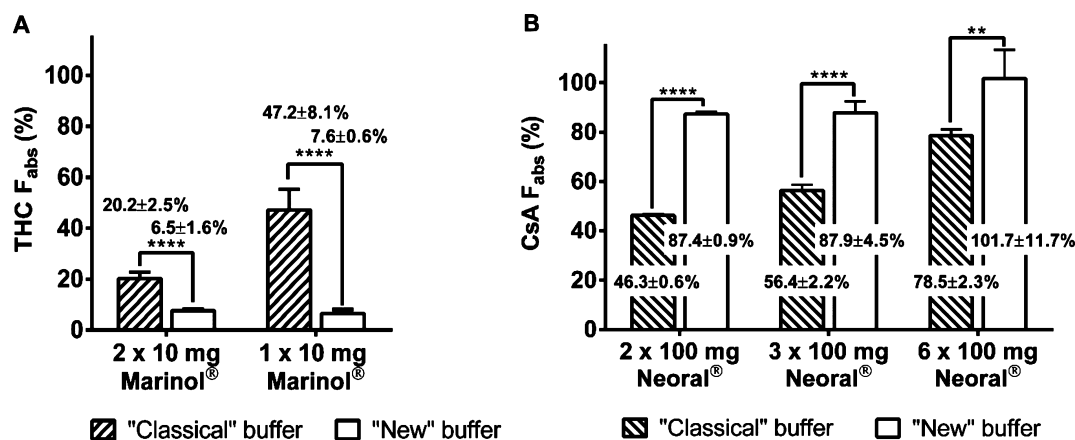 A
THC Fabs (%)
100
80
60
40
20
0
47.2±8.1%
7.6±0.6%
****
20.2±2.5%
6.5±1.6%
****
2 x 10 mg
Marinol®
1 x 10 mg
Marinol®
"Classical" buffer
"New" buffer
B
CsA Fabs (%)
100
80
60
40
20
0
**
****
****
87.4±0.9%
87.9±4.5%
101.7±11.7%
46.3±0.6%
56.4±2.2%
78.5±2.3%
2 x 100 mg
Neoral®
3 x 100 mg
Neoral®
6 x 100 mg
Neoral®
"Classical" buffer
"New" buffer